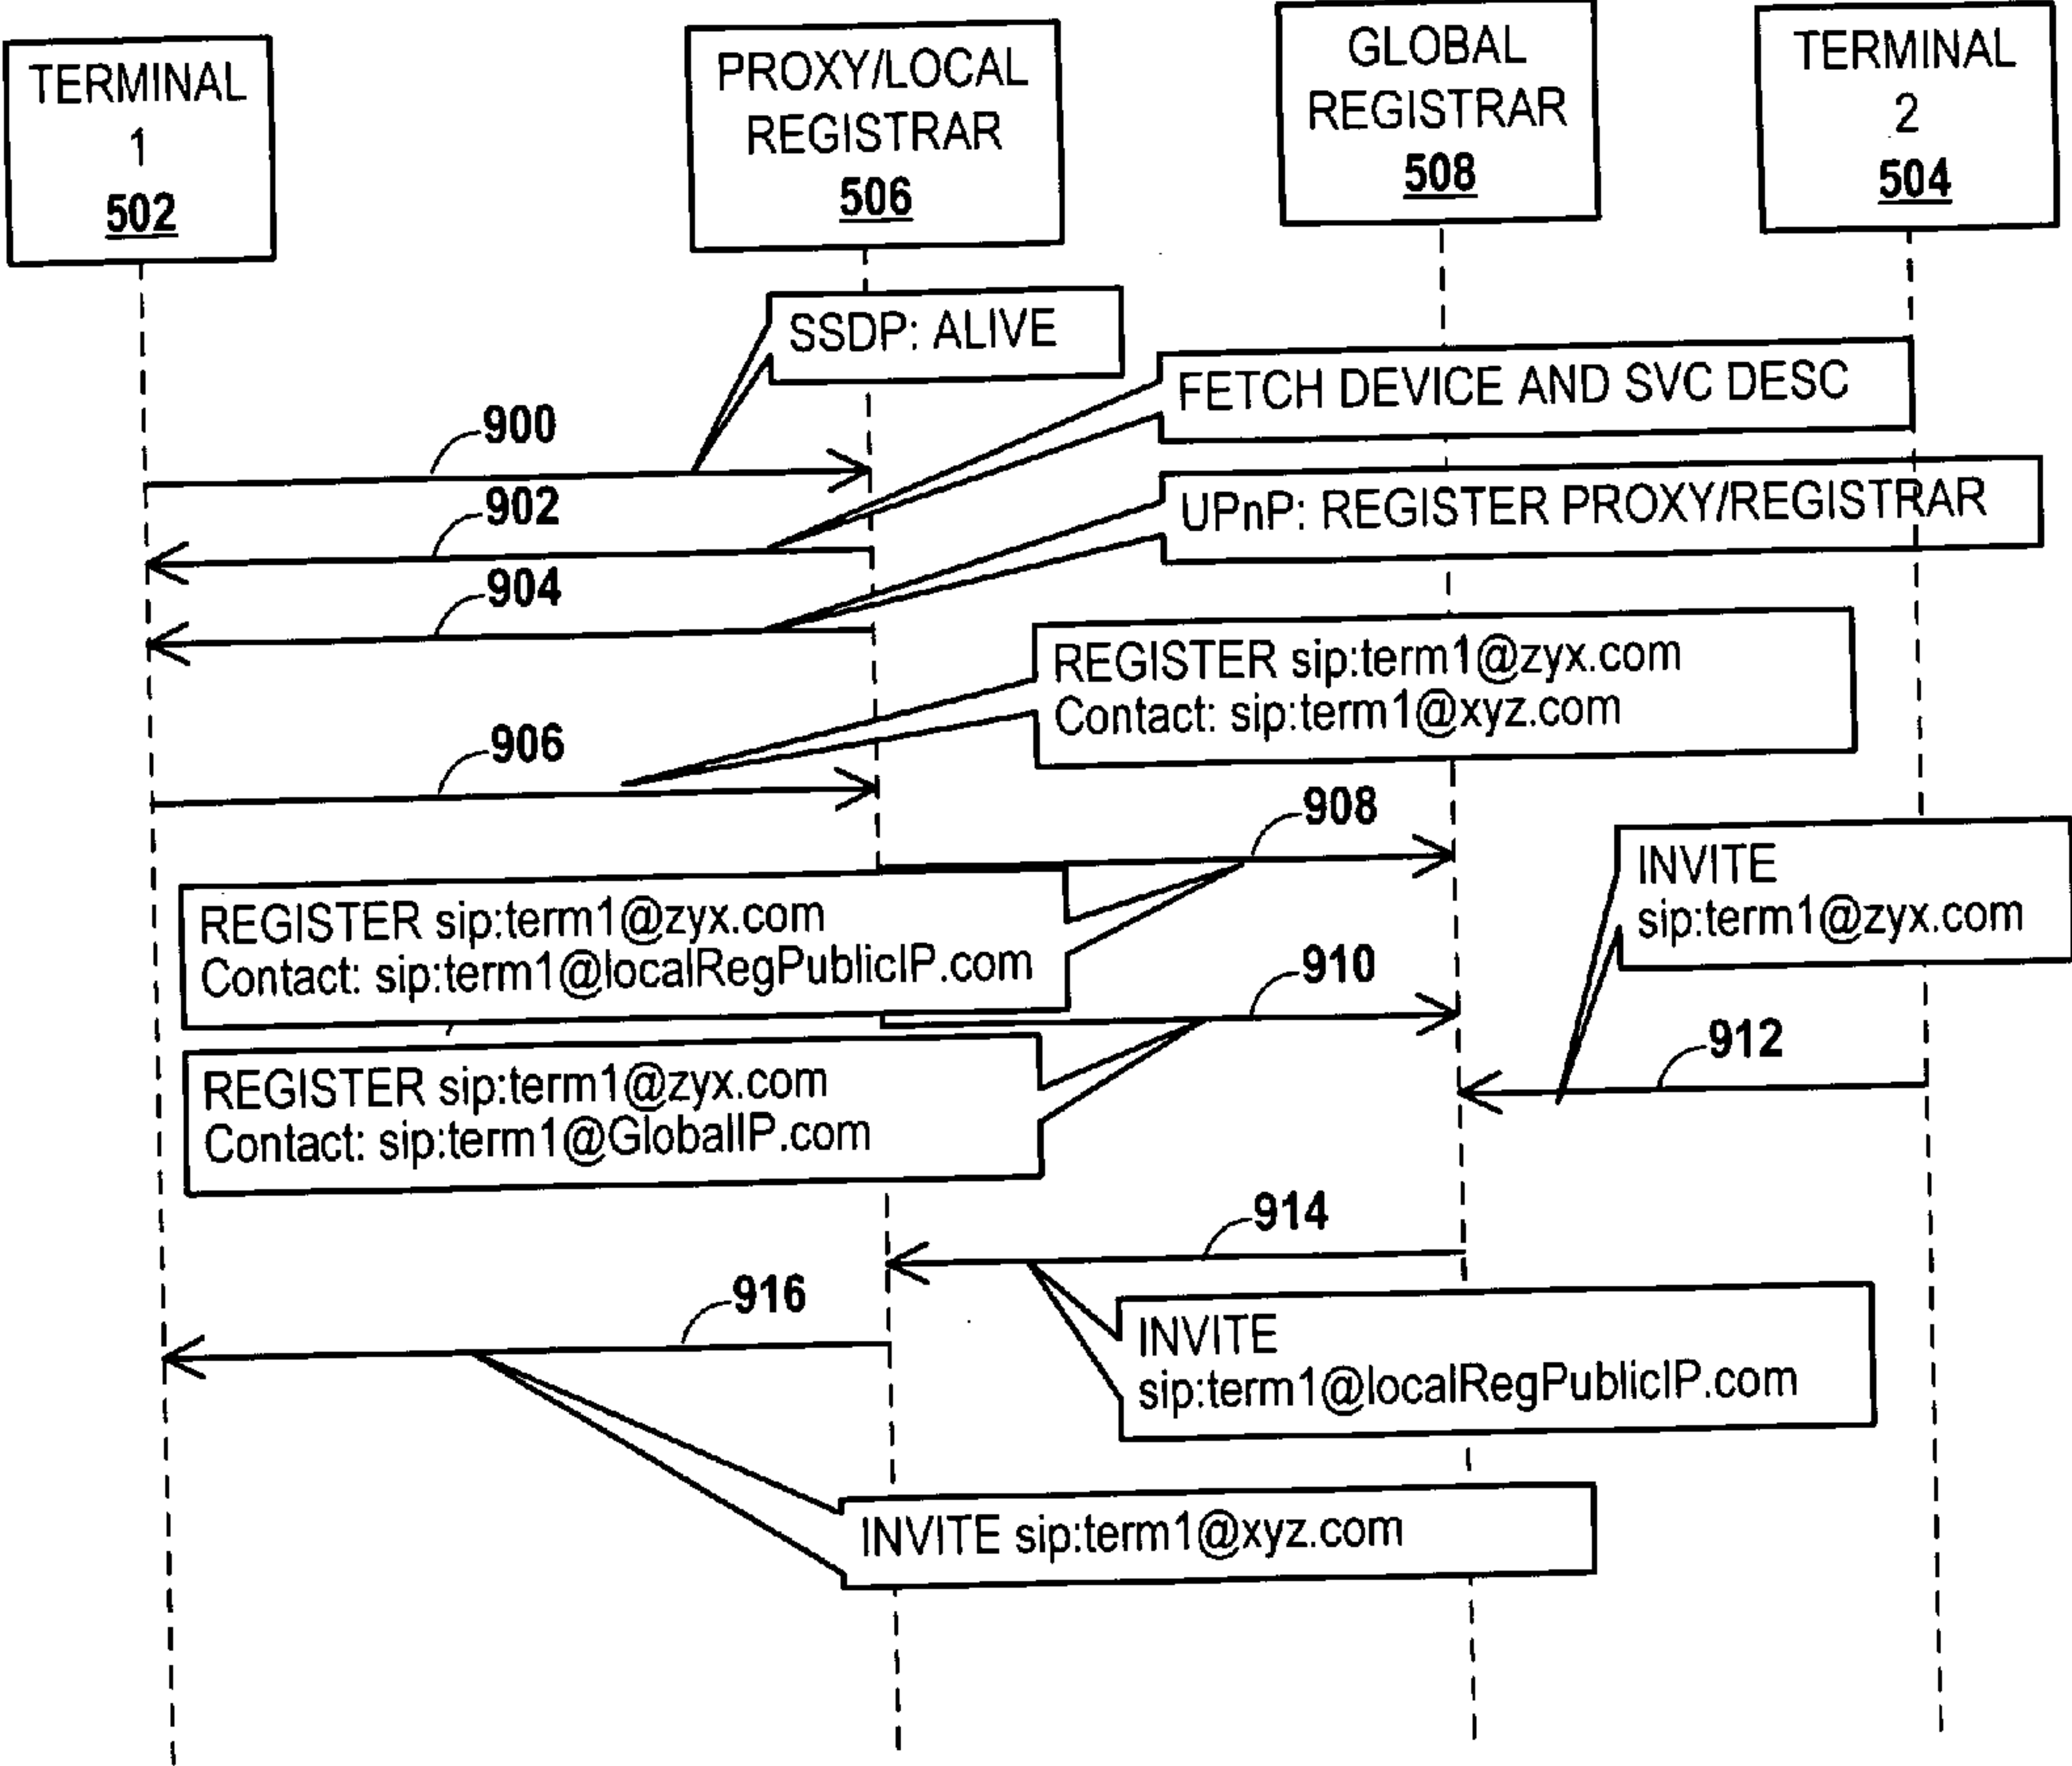 TERMINAL
1
502
PROXY/LOCAL
REGISTRAR
506
GLOBAL
REGISTRAR
508
TERMINAL
2
504
SSDP: ALIVE
FETCH DEVICE AND SVC DESC
900
902
UPnP: REGISTER PROXY/REGISTRAR
904
REGISTER sip:term1@zyx.com
Contact: sip:term1@xyz.com
906
908
INVITE
sip:term1@zyx.com
REGISTER sip:term1@zyx.com
Contact: sip:term1@localRegPublicIP.com
910
912
REGISTER sip:term1@zyx.com
Contact: sip:term1@GlobalIP.com
914
916
INVITE
sip:term1@localRegPublicIP.com
INVITE sip:term1@xyz.com